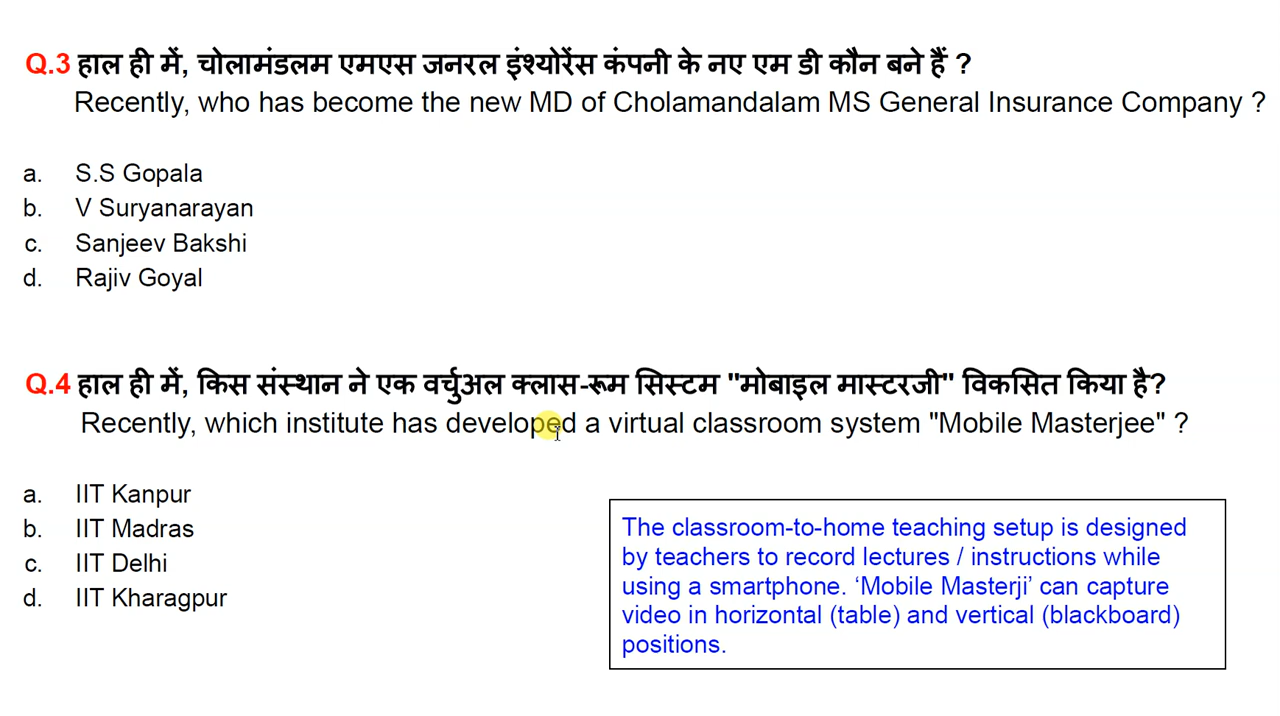 Q.3 हाल ही में, चोलामंडलम एमएस जनरल इंश्योरेंस कंपनी के नए एम डी कौन बने हैं ?
Recently, who has become the new MD of Cholamandalam MS General Insurance Company ?
a. S.S Gopala
b. V Suryanarayan
c. Sanjeev Bakshi
d. Rajiv Goyal
Q.4 हाल ही में, किस संस्थान ने एक वर्चुअल क्लास-रूम सिस्टम "मोबाइल मास्टरजी" विकसित किया है?
Recently, which institute has developed a virtual classroom system "Mobile Masterjee" ?
a. IIT Kanpur
b. IIT Madras
c. IIT Delhi
d. IIT Kharagpur
The classroom-to-home teaching setup is designed
by teachers to record lectures / instructions while
using a smartphone. ‘Mobile Masterji’ can capture
video in horizontal (table) and vertical (blackboard)
positions.